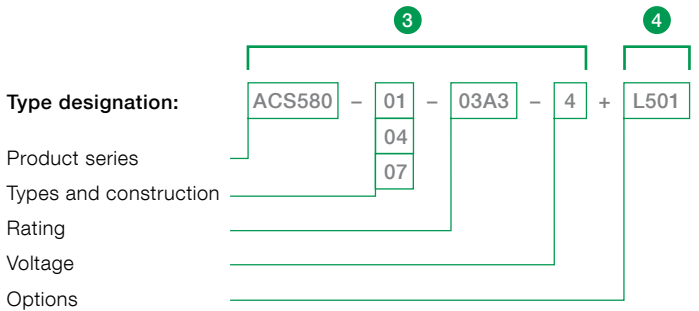 3 4
Type designation: ACS580 – 01 – 03A3 – 4 + L501
04
Product series
07
Types and construction
Rating
Voltage
Options